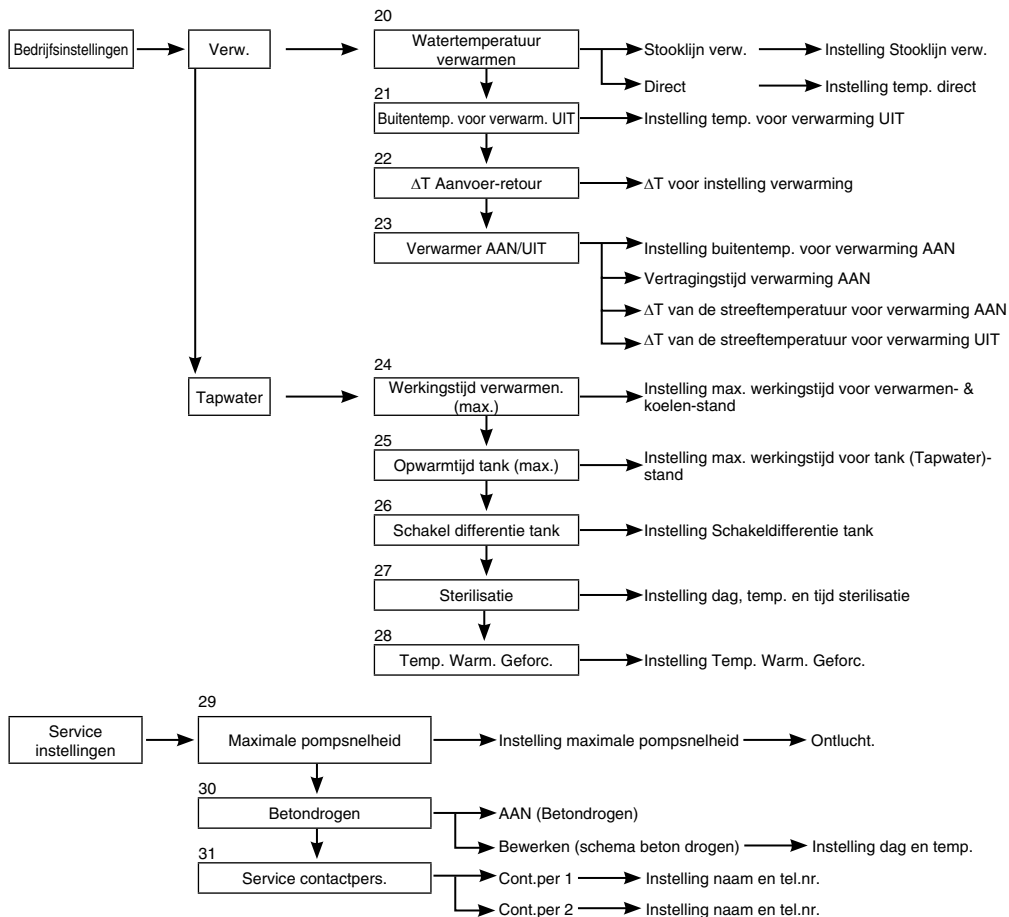 20
Bedrijfsinstellingen
Verw.
Watertemperatuur
verwarmen
Stooklijn verw.
Instelling Stooklijn verw.
Direct
Instelling temp. direct
21
Buitentemp. voor verwarm. UIT
Instelling temp. voor verwarming UIT
22
ΔT Aanvoer-retour
ΔT voor instelling verwarming
23
Verwarmer AAN/UIT
Instelling buitentemp. voor verwarming AAN
Vertragingstijd verwarming AAN
ΔT van de streeftemperatuur voor verwarming AAN
ΔT van de streeftemperatuur voor verwarming UIT
24
Tapwater
Werkingstijd verwarmen.
(max.)
Instelling max. werkingstijd voor verwarmen- &
koelen-stand
25
Opwarmtijd tank (max.)
Instelling max. werkingstijd voor tank (Tapwater)-
stand
26
Schakel differentie tank
Instelling Schakeldifferentie tank
27
Sterilisatie
Instelling dag, temp. en tijd sterilisatie
28
Temp. Warm. Geforc.
Instelling Temp. Warm. Geforc.
29
Service
instellingen
Maximale pompsnelheid
Instelling maximale pompsnelheid
Ontlucht.
30
Betondrogen
AAN (Betondrogen)
Bewerken (schema beton drogen)
Instelling dag en temp.
31
Service contactpers.
Cont.per 1
Instelling naam en tel.nr.
Cont.per 2
Instelling naam en tel.nr.